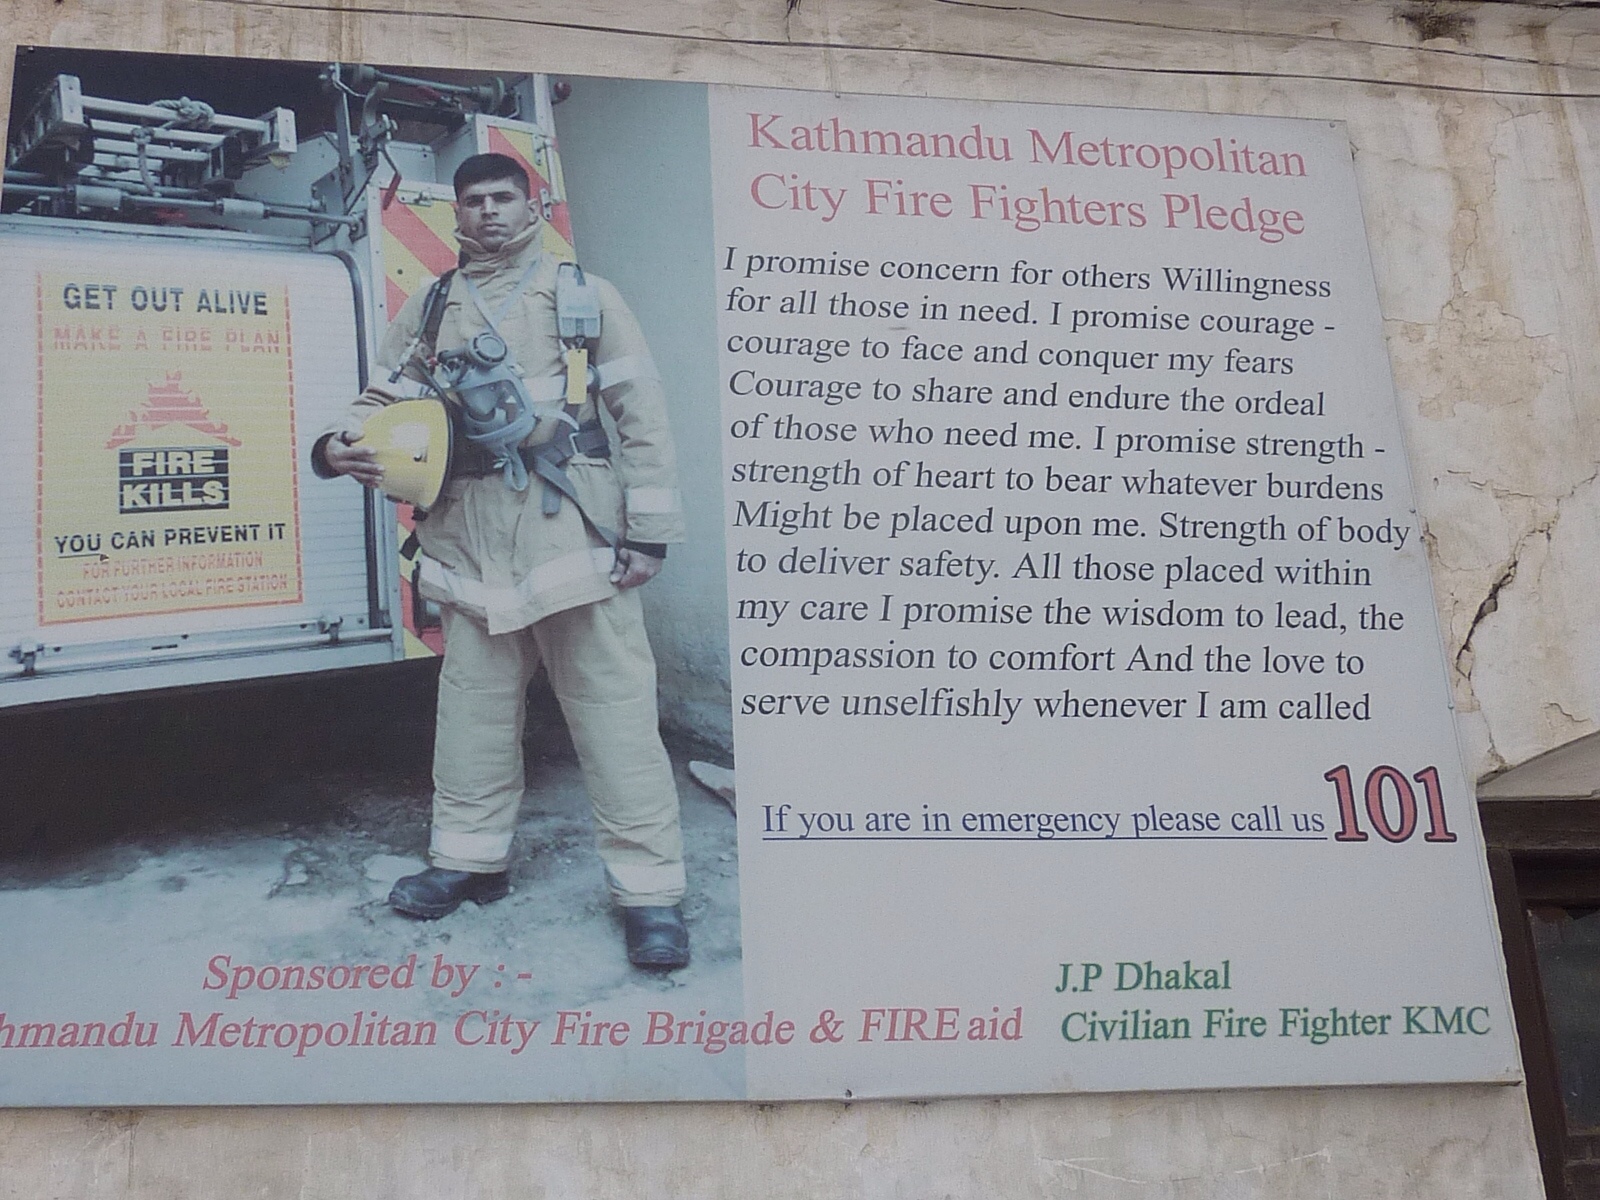 GET OUT ALIVE
MAKE A FIRE PLAN
FIRE
KILLS
YOU CAN PREVENT IT
FOR FURTHER INFORMATION
CONTACT YOUR LOCAL FIRE STATION
Kathmandu Metropolitan
City Fire Fighters Pledge
I promise concern for others Willingness
for all those in need. I promise courage -
courage to face and conquer my fears
Courage to share and endure the ordeal
of those who need me. I promise strength -
strength of heart to bear whatever burdens
Might be placed upon me. Strength of body
to deliver safety. All those placed within
my care I promise the wisdom to lead, the
compassion to comfort And the love to
serve unselfishly whenever I am called
If you are in emergency please call us 101
Sponsored by : -
hmandu Metropolitan City Fire Brigade & FIRE aid
J.P Dhakal
Civilian Fire Fighter KMC